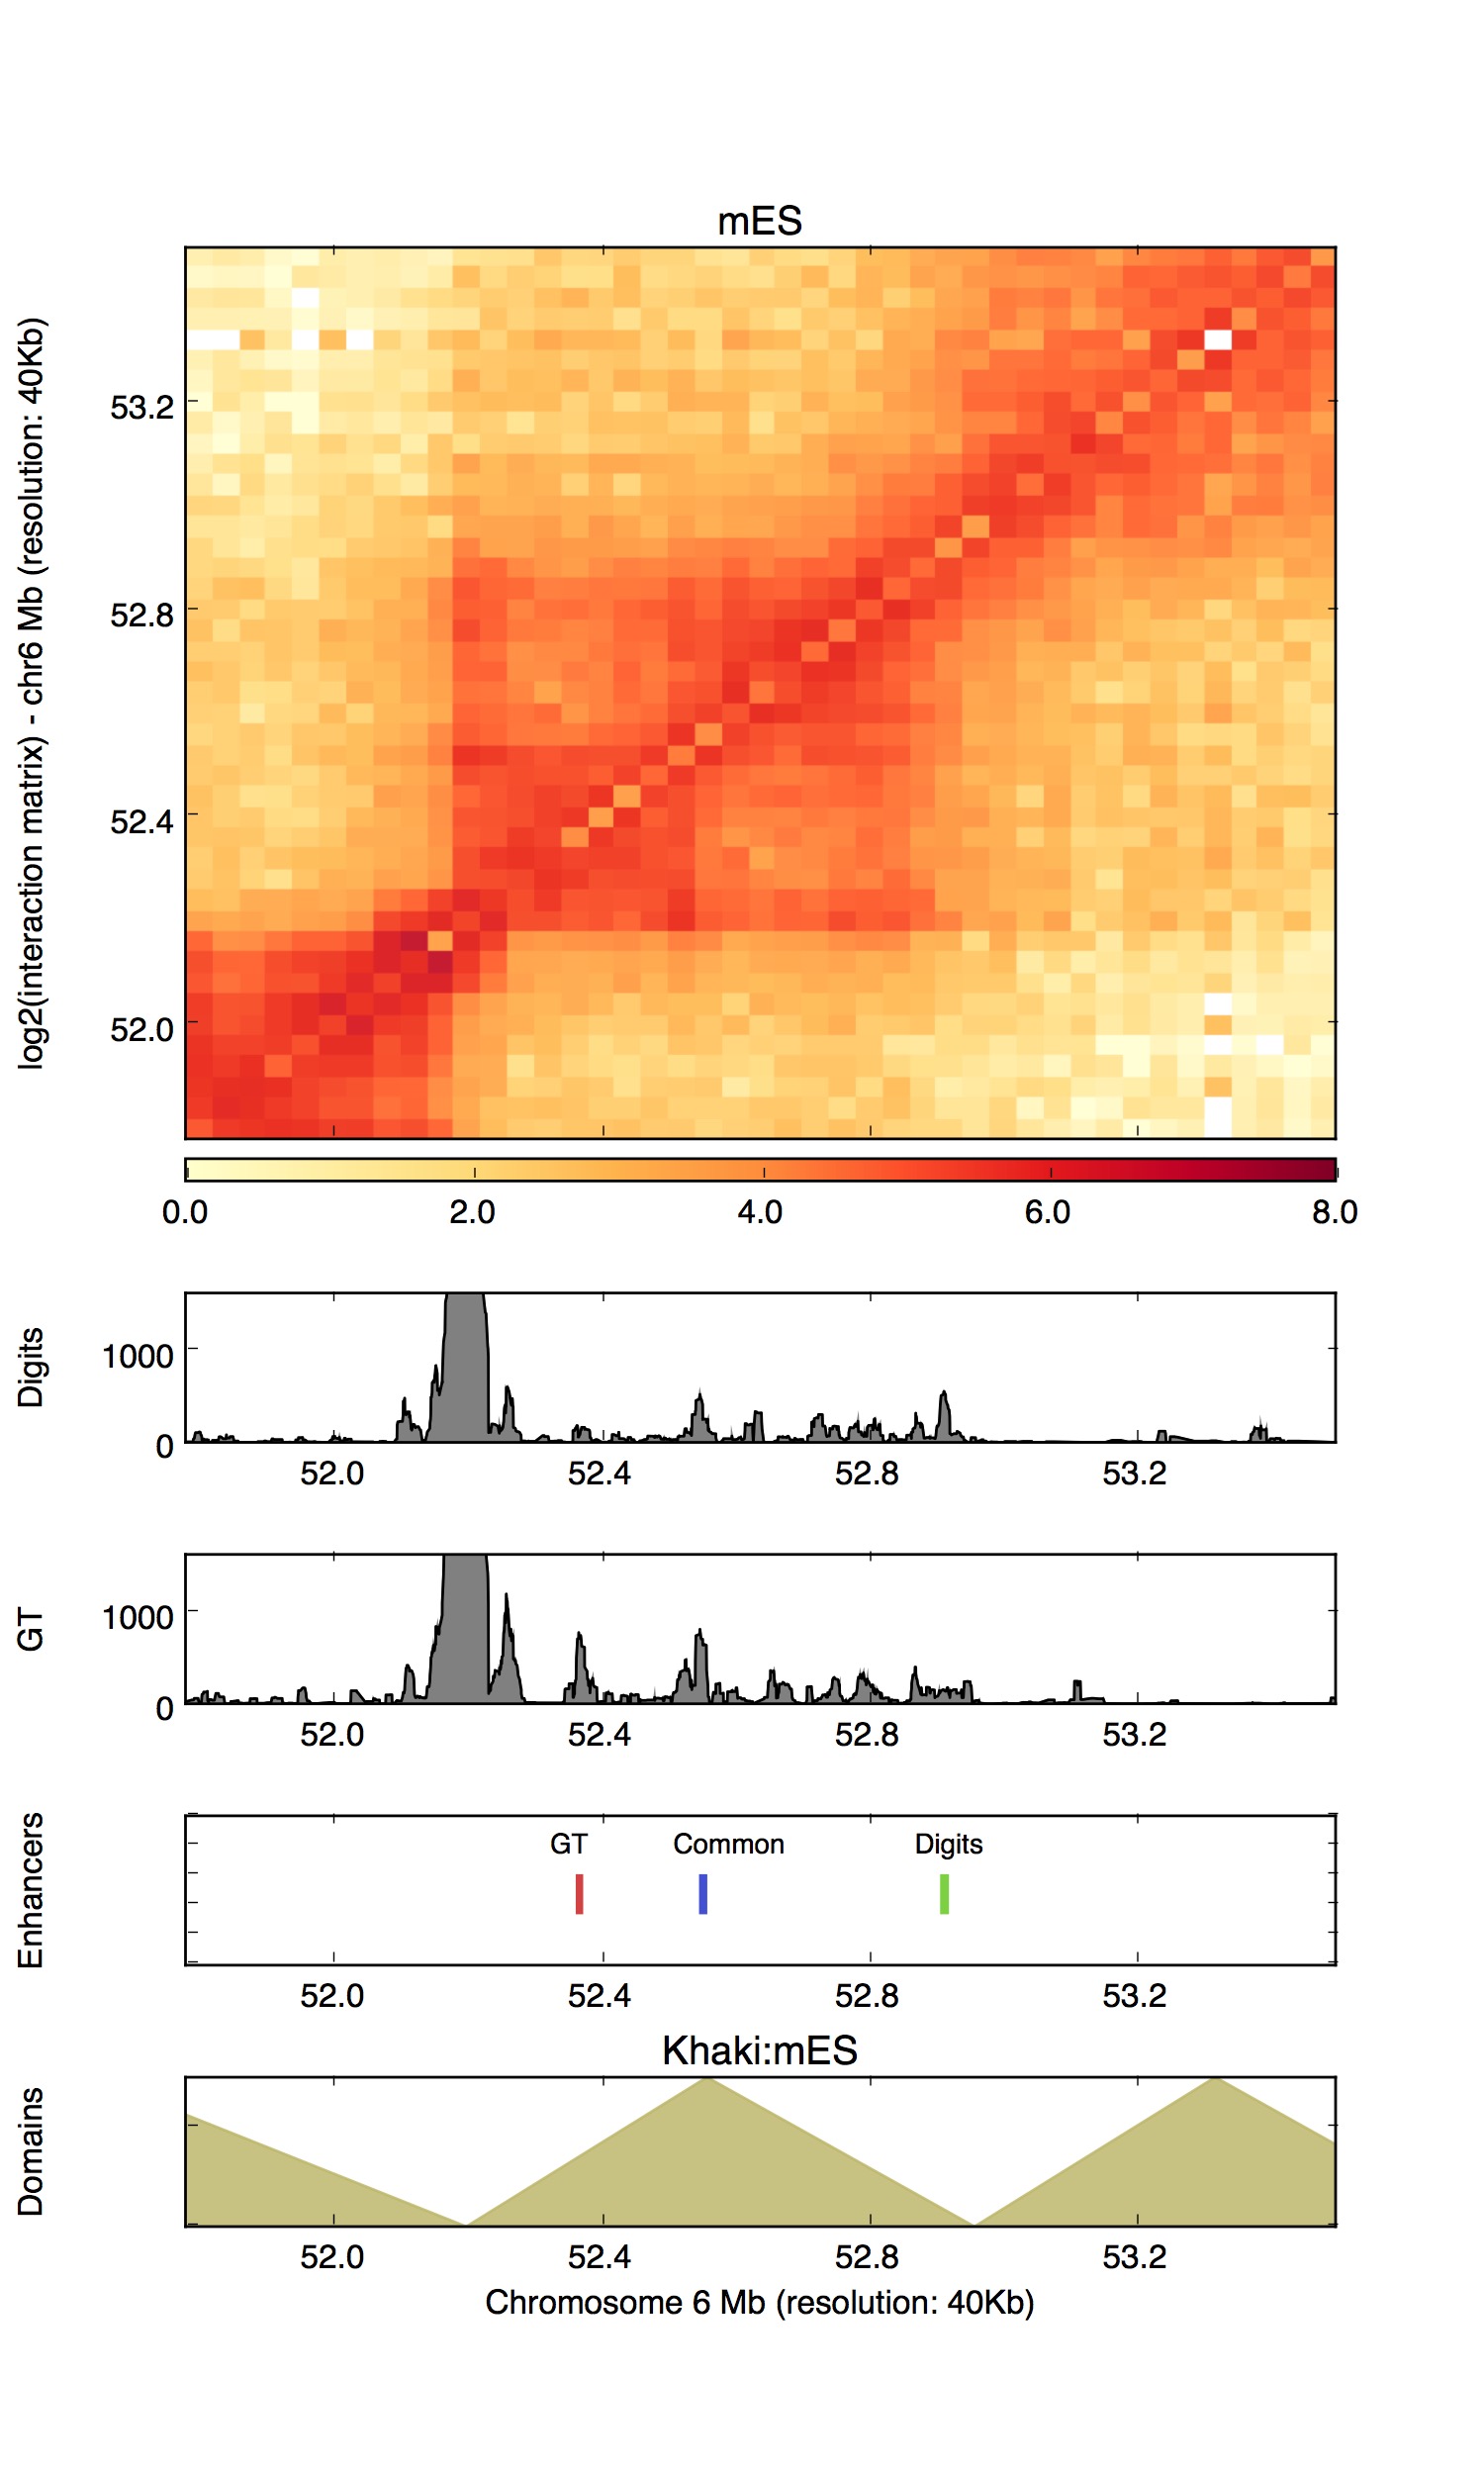 mES
log2(interaction matrix) - chr6 Mb (resolution: 40Kb)
53.2
52.8
52.4
52.0
0.0 2.0 4.0 6.0 8.0
Digits
1000
0
52.0 52.4 52.8 53.2
GT
1000
0
52.0 52.4 52.8 53.2
Enhancers
GT Common Digits
52.0 52.4 52.8 53.2
Khaki:mES
Domains
52.0 52.4 52.8 53.2
Chromosome 6 Mb (resolution: 40Kb)